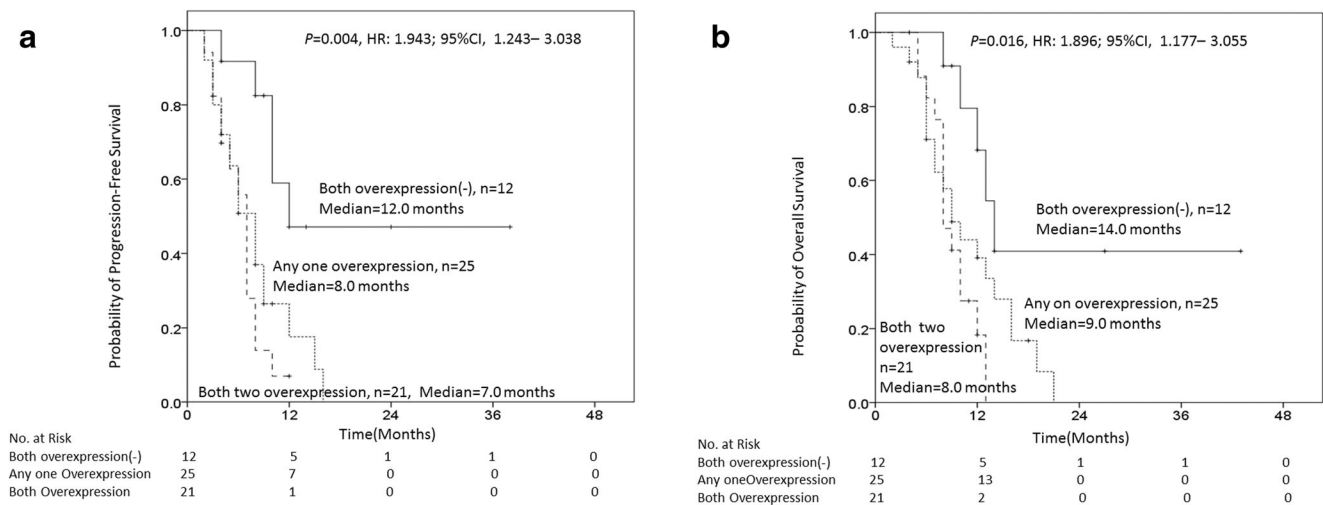 a
P=0.004, HR: 1.943; 95%CI, 1.243– 3.038
Probability of Progression-Free Survival
1.0
0.8
0.6
0.4
0.2
0.0
Both overexpression(-), n=12
Median=12.0 months
Any one overexpression, n=25
Median=8.0 months
Both two overexpression, n=21, Median=7.0 months
0 12 24 36 48
Time(Months)
No. at Risk
Both overexpression(-) 12 5 1 1 0
Any one Overexpression 25 7 0 0 0
Both Overexpression 21 1 0 0 0
b
P=0.016, HR: 1.896; 95%CI, 1.177– 3.055
Probability of Overall Survival
1.0
0.8
0.6
0.4
0.2
0.0
Both overexpression(-), n=12
Median=14.0 months
Any on overexpression, n=25
Median=9.0 months
Both two
overexpression
n=21
Median=8.0 months
0 12 24 36 48
Time(Months)
No. at Risk
Both overexpression(-) 12 5 1 1 0
Any oneOverexpression 25 13 0 0 0
Both Overexpression 21 2 0 0 0